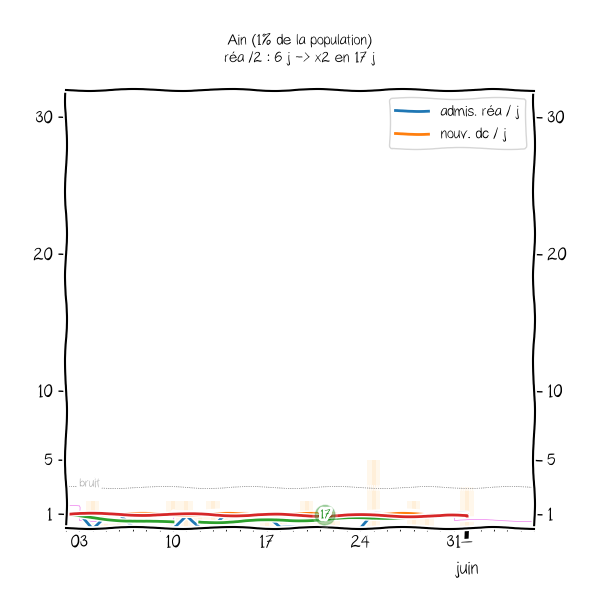 Ain (1% de la population)
réa /2 : 6 j -> x2 en 17 j
admis. réa / j
nouv. dc / j
30
30
20
20
10
10
5
5
bruit
1
17
1
03
10
17
24
31
juin